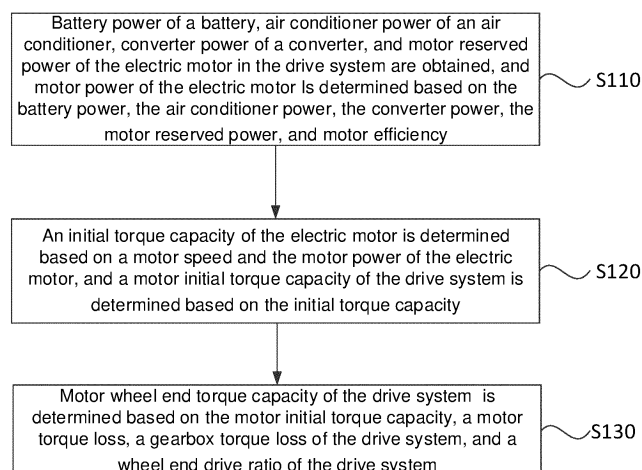 Battery power of a battery, air conditioner power of an air
conditioner, converter power of a converter, and motor reserved
power of the electric motor in the drive system are obtained, and
motor power of the electric motor Is determined based on the
battery power, the air conditioner power, the converter power, the
motor reserved power, and motor efficiency
S110
An initial torque capacity of the electric motor is determined
based on a motor speed and the motor power of the electric
motor, and a motor initial torque capacity of the drive system is
determined based on the initial torque capacity
S120
Motor wheel end torque capacity of the drive system is
determined based on the motor initial torque capacity, a motor
torque loss, a gearbox torque loss of the drive system, and a
wheel end drive ratio of the drive system
S130